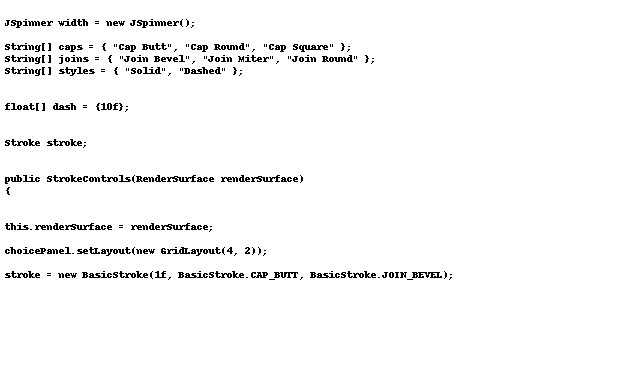 JSpinner width = new JSpinner();
String[] caps = { "Cap Butt", "Cap Round", "Cap Square" };
String[] joins = { "Join Bevel", "Join Miter", "Join Round" };
String[] styles = { "Solid", "Dashed" };
float[] dash = {10f};
Stroke stroke;
public StrokeControls(RenderSurface renderSurface)
{
this.renderSurface = renderSurface;
choicePanel.setLayout(new GridLayout(4, 2));
stroke = new BasicStroke(1f, BasicStroke.CAP_BUTT, BasicStroke.JOIN_BEVEL);